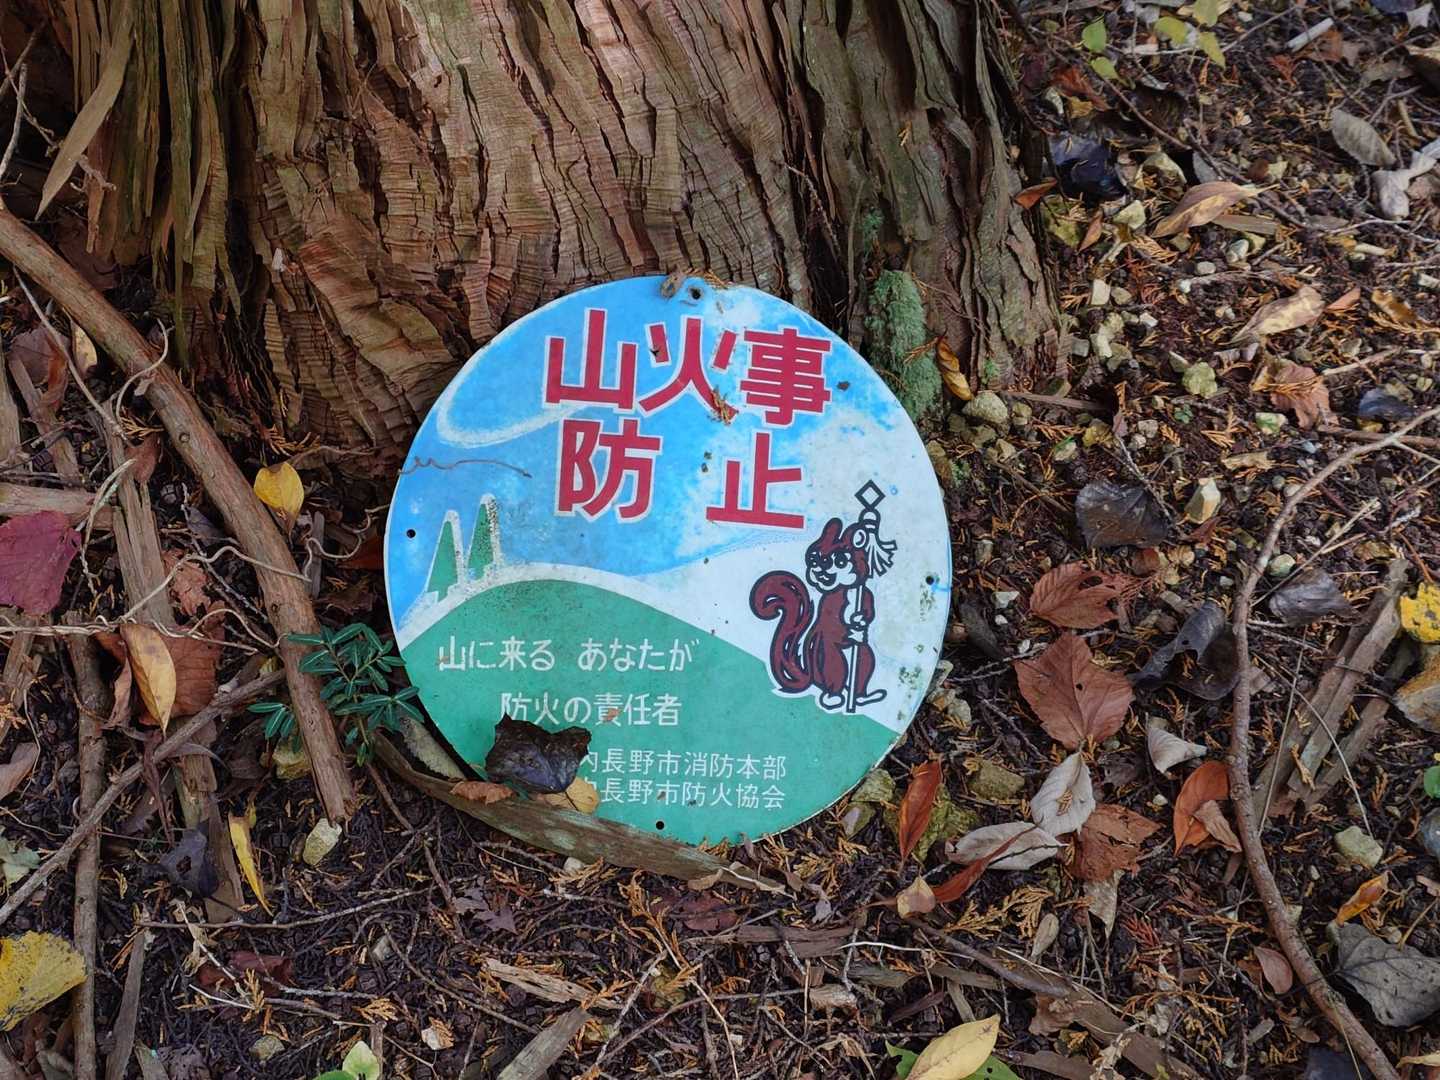 山火事
防止
山に来る あなたが
防火の責任者
内長野市消防本部
長野市防火協会